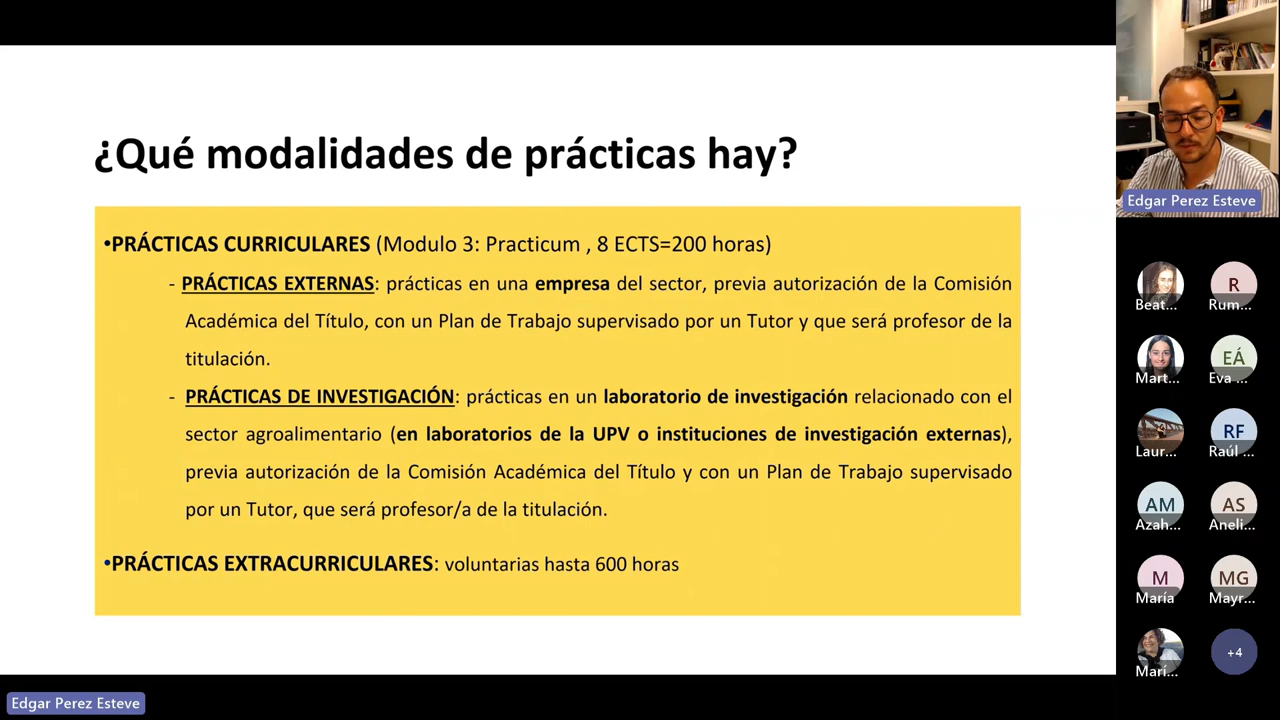 ¿Qué modalidades de prácticas hay?
•PRÁCTICAS CURRICULARES (Modulo 3: Practicum , 8 ECTS=200 horas)
- PRÁCTICAS EXTERNAS: prácticas en una empresa del sector, previa autorización de la Comisión
Académica del Título, con un Plan de Trabajo supervisado por un Tutor y que será profesor de la
titulación.
- PRÁCTICAS DE INVESTIGACIÓN: prácticas en un laboratorio de investigación relacionado con el
sector agroalimentario (en laboratorios de la UPV o instituciones de investigación externas),
previa autorización de la Comisión Académica del Título y con un Plan de Trabajo supervisado
por un Tutor, que será profesor/a de la titulación.
•PRÁCTICAS EXTRACURRICULARES: voluntarias hasta 600 horas
Edgar Perez Esteve
Beat...
R
Rum...
Mart...
EÁ
Eva ...
Laur...
RF
Raúl ...
AM
Azah...
AS
Aneli...
M
María
MG
Mayr...
Marí...
+4
Edgar Perez Esteve